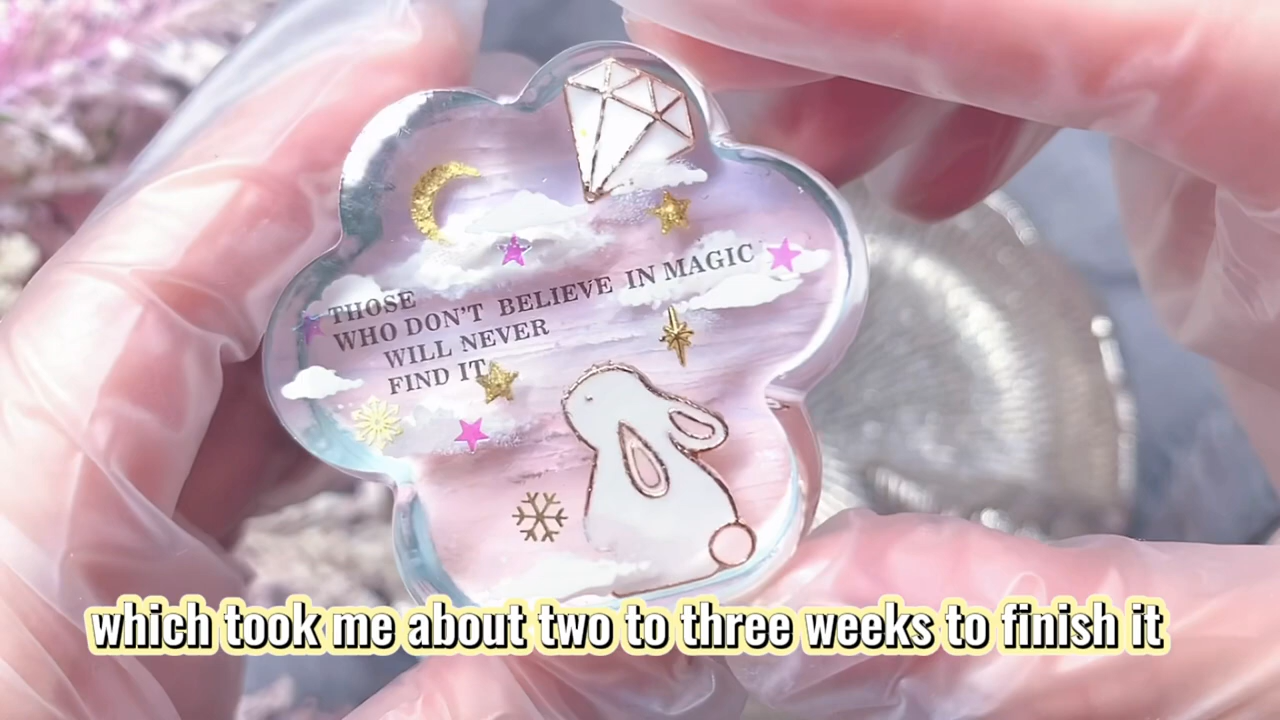 THOSE
WHO DON'T BELIEVE IN MAGIC
WILL NEVER
FIND IT
which took me about two to three weeks to finish it